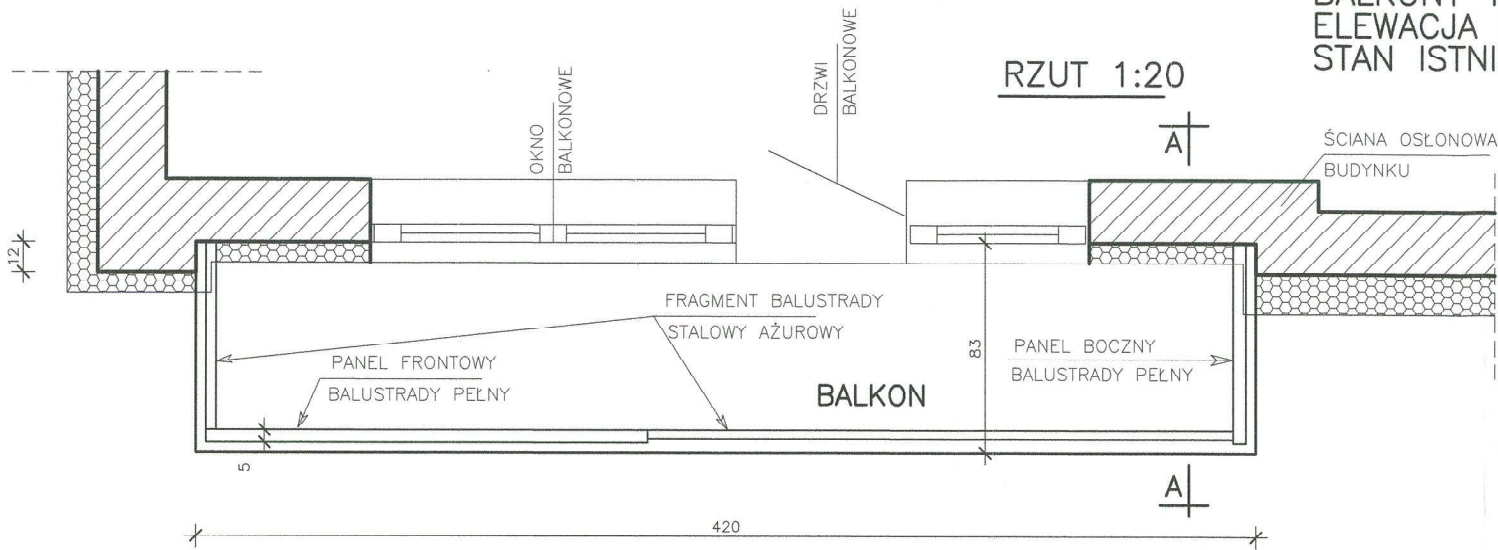 BALKONY
ELEWACJA
STAN ISTNI
RZUT 1:20
OKNO
BALKONOWE
DRZWI
BALKONOWE
A
ŚCIANA OSŁONOWA
BUDYNKU
12
FRAGMENT BALUSTRADY
STALOWY AŻUROWY
PANEL FRONTOWY
BALUSTRADY PEŁNY
83
PANEL BOCZNY
BALUSTRADY PEŁNY
BALKON
5
A
420